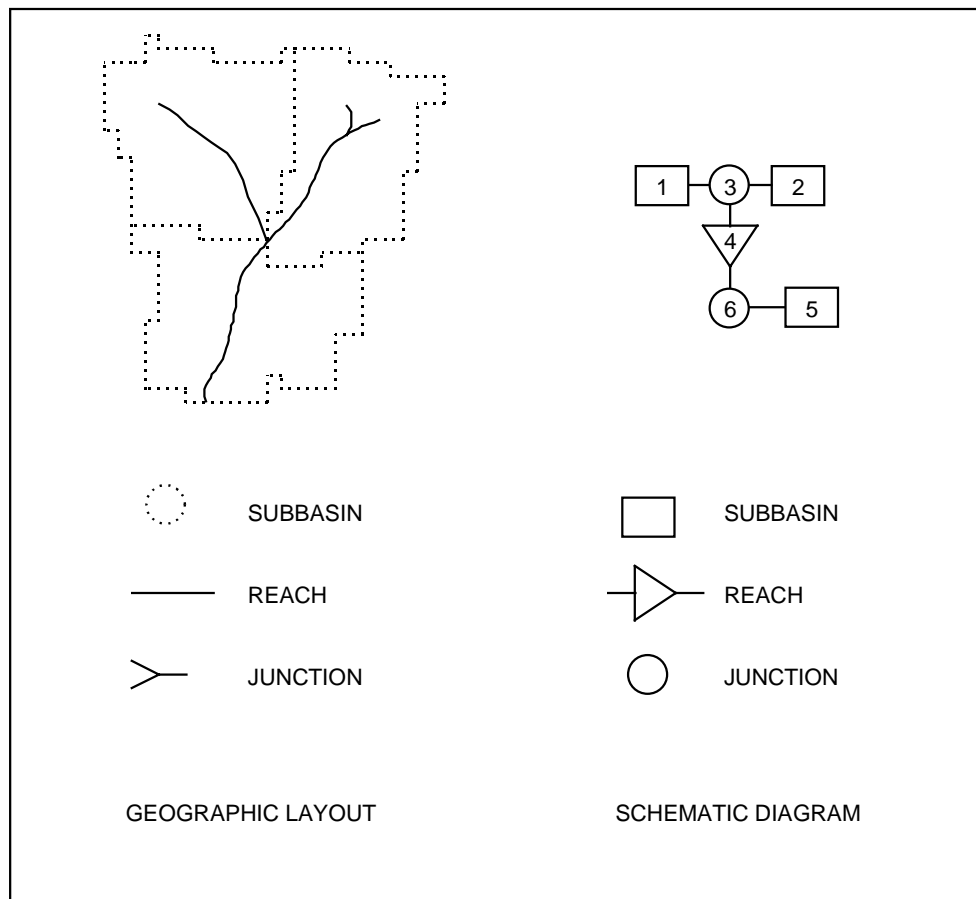 1 3 2
4
6 5
SUBBASIN SUBBASIN
REACH REACH
JUNCTION JUNCTION
GEOGRAPHIC LAYOUT SCHEMATIC DIAGRAM